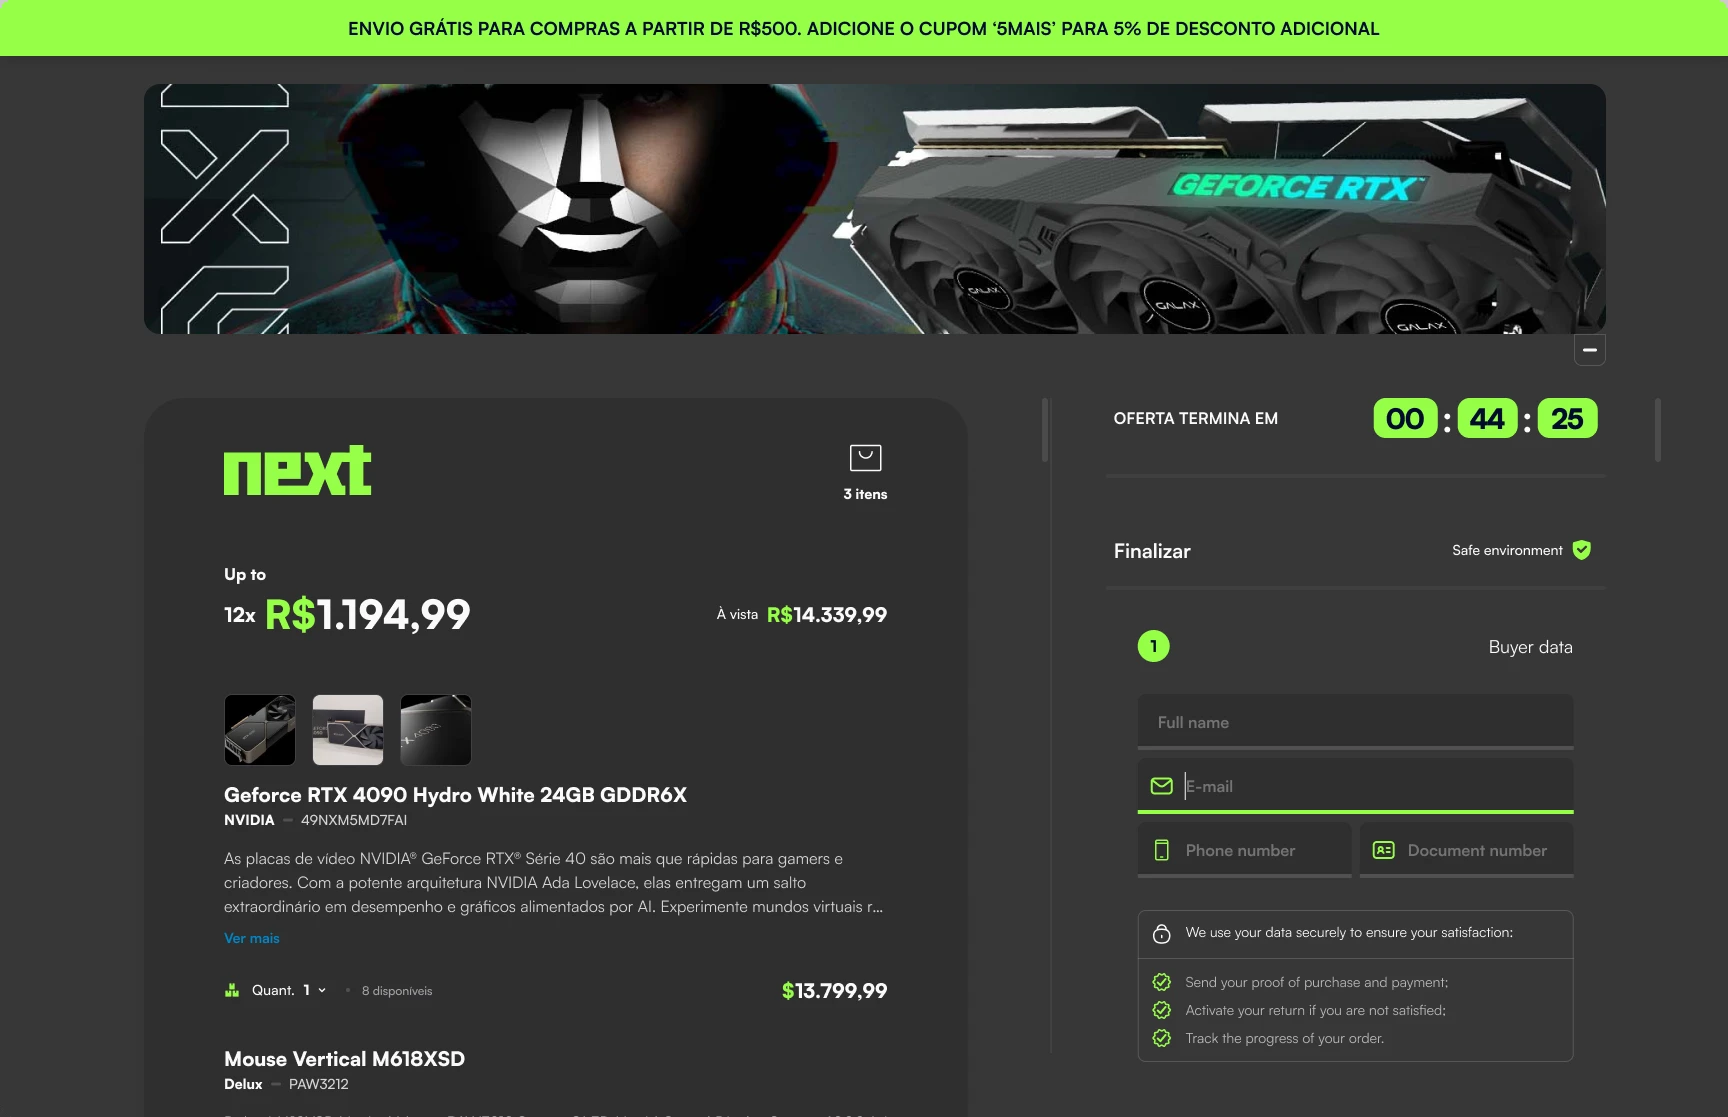 ENVIO GRÁTIS PARA COMPRAS A PARTIR DE R$500. ADICIONE O CUPOM ‘5MAIS’ PARA 5% DE DESCONTO ADICIONAL
GEFORCE RTX
GALAX
GALAX
GALAX
next
3 itens
Up to
12x R$1.194,99
À vista R$14.339,99
Geforce RTX 4090 Hydro White 24GB GDDR6X
NVIDIA — 49NXM5MD7FAI
As placas de vídeo NVIDIA® GeForce RTX® Série 40 são mais que rápidas para gamers e
criadores. Com a potente arquitetura NVIDIA Ada Lovelace, elas entregam um salto
extraordinário em desempenho e gráficos alimentados por AI. Experimente mundos virtuais r...
Ver mais
Quant. 1 • 8 disponíveis
$13.799,99
Mouse Vertical M618XSD
Delux — PAW3212
OFERTA TERMINA EM
00 : 44 : 25
Finalizar
Safe environment
1
Buyer data
Full name
E-mail
Phone number
Document number
We use your data securely to ensure your satisfaction:
Send your proof of purchase and payment;
Activate your return if you are not satisfied;
Track the progress of your order.